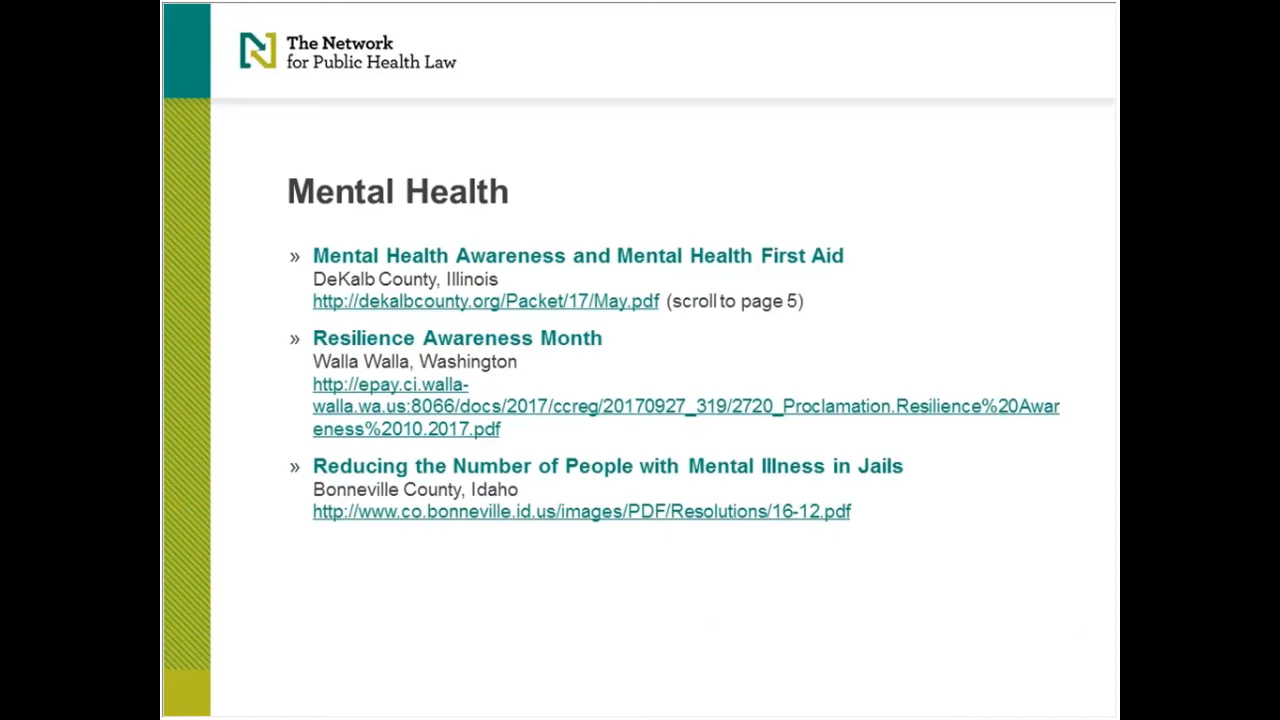 The Network
for Public Health Law
Mental Health
» Mental Health Awareness and Mental Health First Aid
DeKalb County, Illinois
http://dekalbcounty.org/Packet/17/May.pdf (scroll to page 5)
» Resilience Awareness Month
Walla Walla, Washington
http://epay.ci.walla-
walla.wa.us:8066/docs/2017/ccreg/20170927_319/2720_Proclamation.Resilience%20Awar
eness%2010.2017.pdf
» Reducing the Number of People with Mental Illness in Jails
Bonneville County, Idaho
http://www.co.bonneville.id.us/images/PDF/Resolutions/16-12.pdf